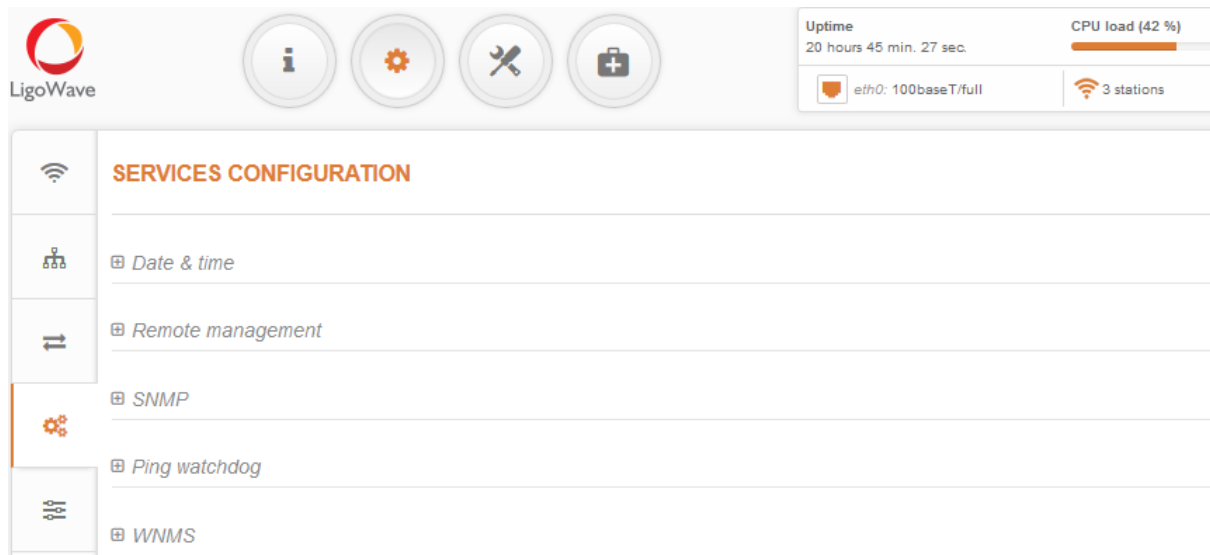 LigoWave
Uptime
20 hours 45 min. 27 sec.
CPU load (42 %)
eth0: 100baseT/full
3 stations
SERVICES CONFIGURATION
Date & time
Remote management
SNMP
Ping watchdog
WNMS